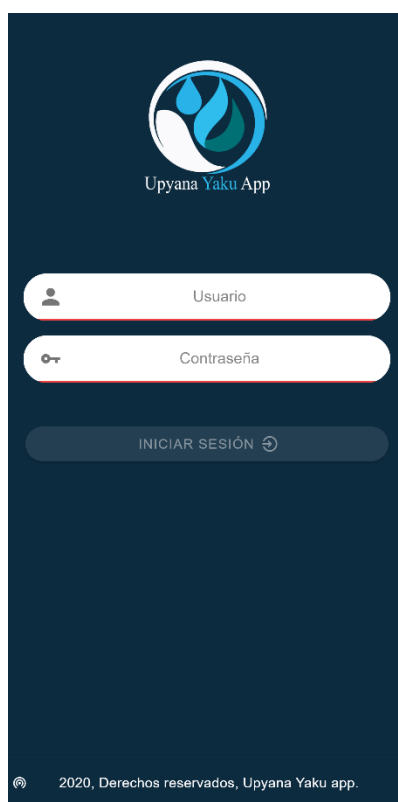 Upyana Yaku App
Usuario
Contraseña
INICIAR SESIÓN
2020, Derechos reservados, Upyana Yaku app.